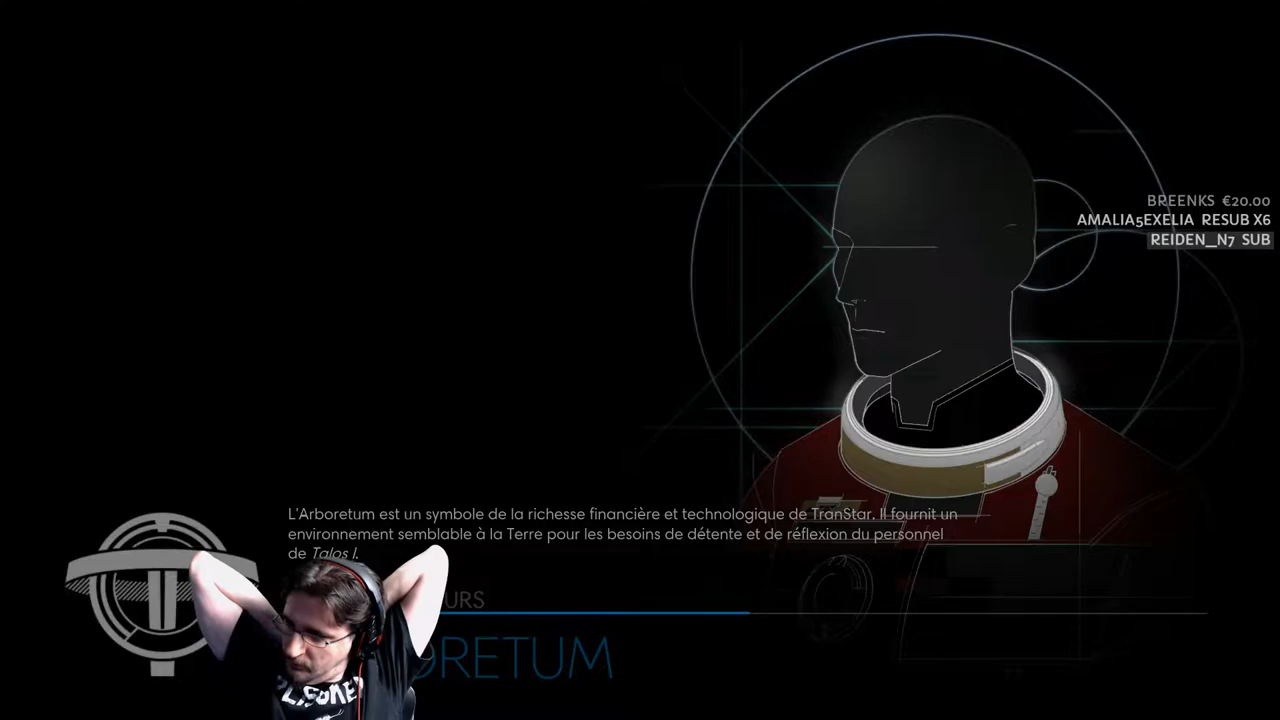 BREENKS €20.00
AMALIA5EXELIA RESUB X6
REIDEN_N7 SUB
L'Arboretum est un symbole de la richesse financière et technologique de TranStar. Il fournit un
environnement semblable à la Terre pour les besoins de détente et de réflexion du personnel
de Talos I.
URS
ORETUM